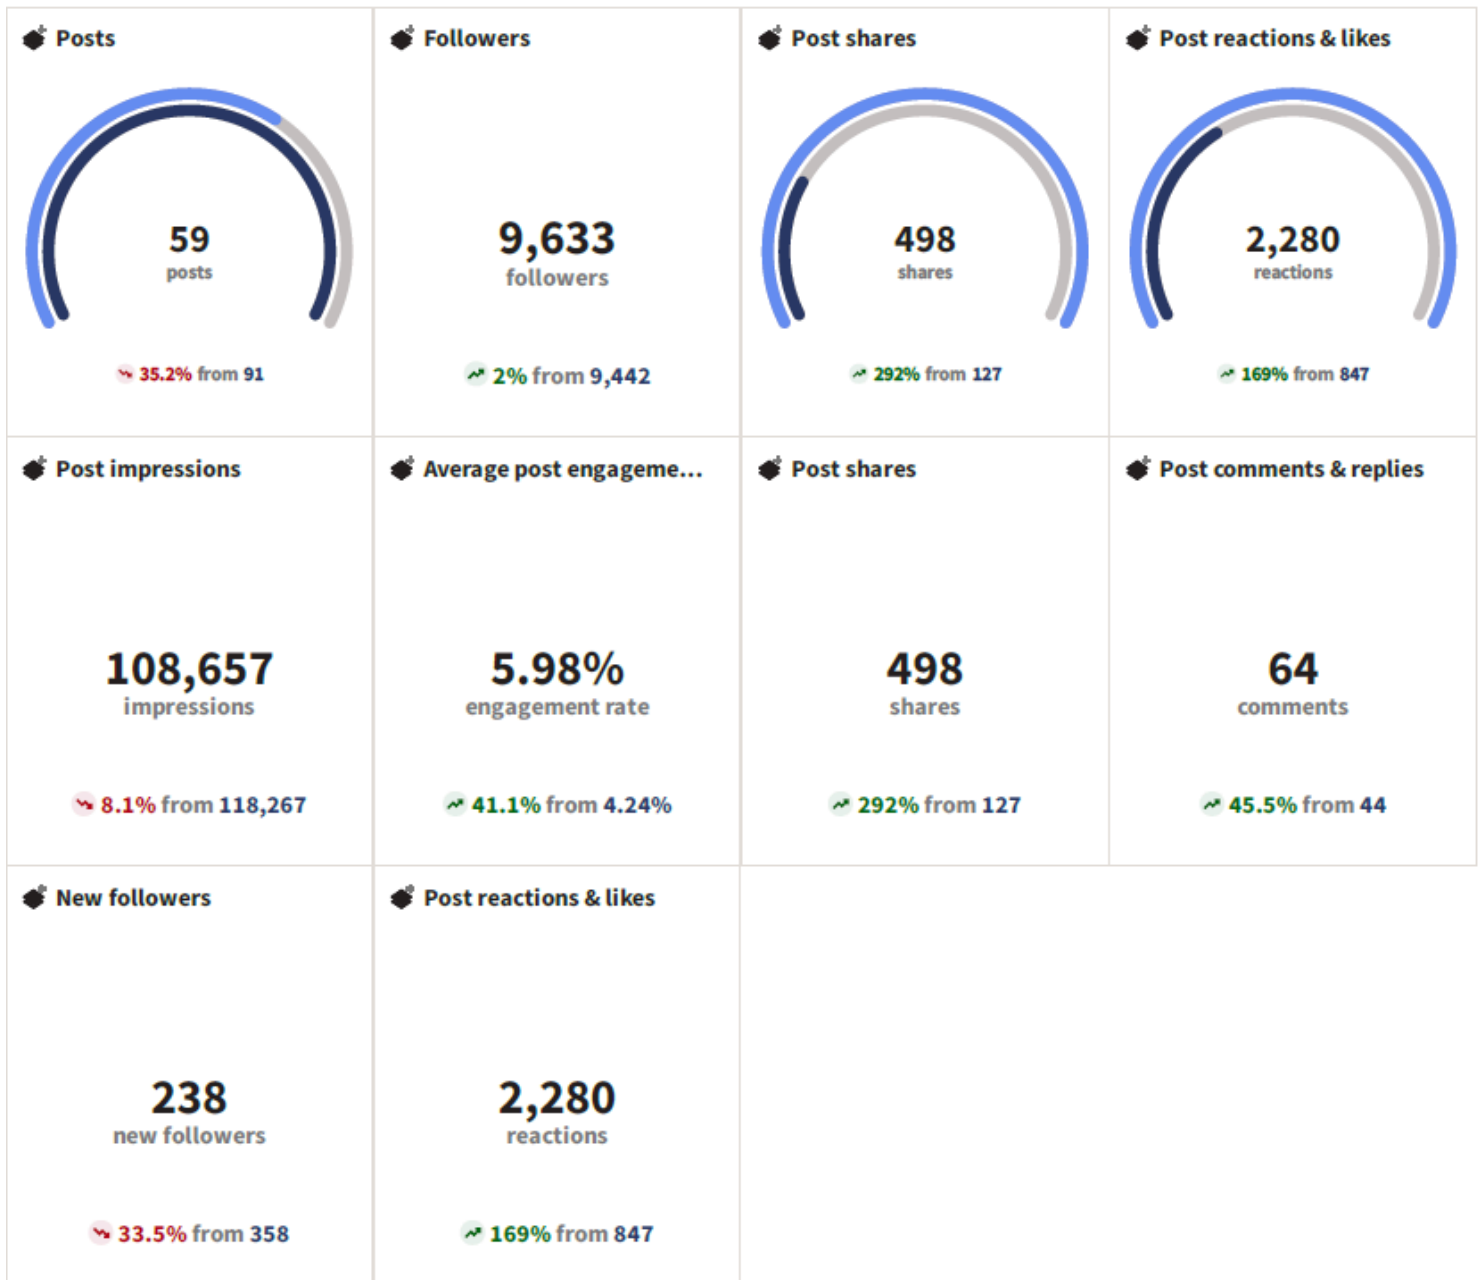 Posts
59
posts
35.2% from 91
Followers
9,633
followers
2% from 9,442
Post shares
498
shares
292% from 127
Post reactions & likes
2,280
reactions
169% from 847
Post impressions
108,657
impressions
8.1% from 118,267
Average post engageme...
5.98%
engagement rate
41.1% from 4.24%
Post shares
498
shares
292% from 127
Post comments & replies
64
comments
45.5% from 44
New followers
238
new followers
33.5% from 358
Post reactions & likes
2,280
reactions
169% from 847